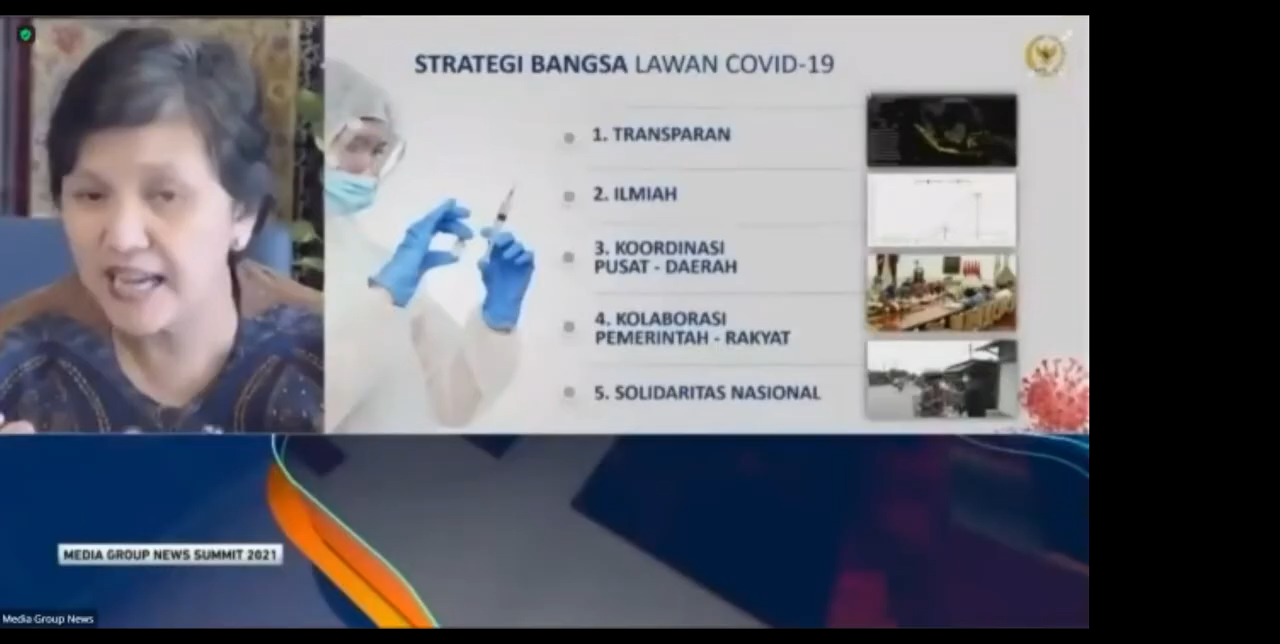 STRATEGI BANGSA LAWAN COVID-19
1. TRANSPARAN
2. ILMIAH
3. KOORDINASI
PUSAT - DAERAH
4. KOLABORASI
PEMERINTAH - RAKYAT
5. SOLIDARITAS NASIONAL
MEDIA GROUP NEWS SUMMIT 2021
Media Group News